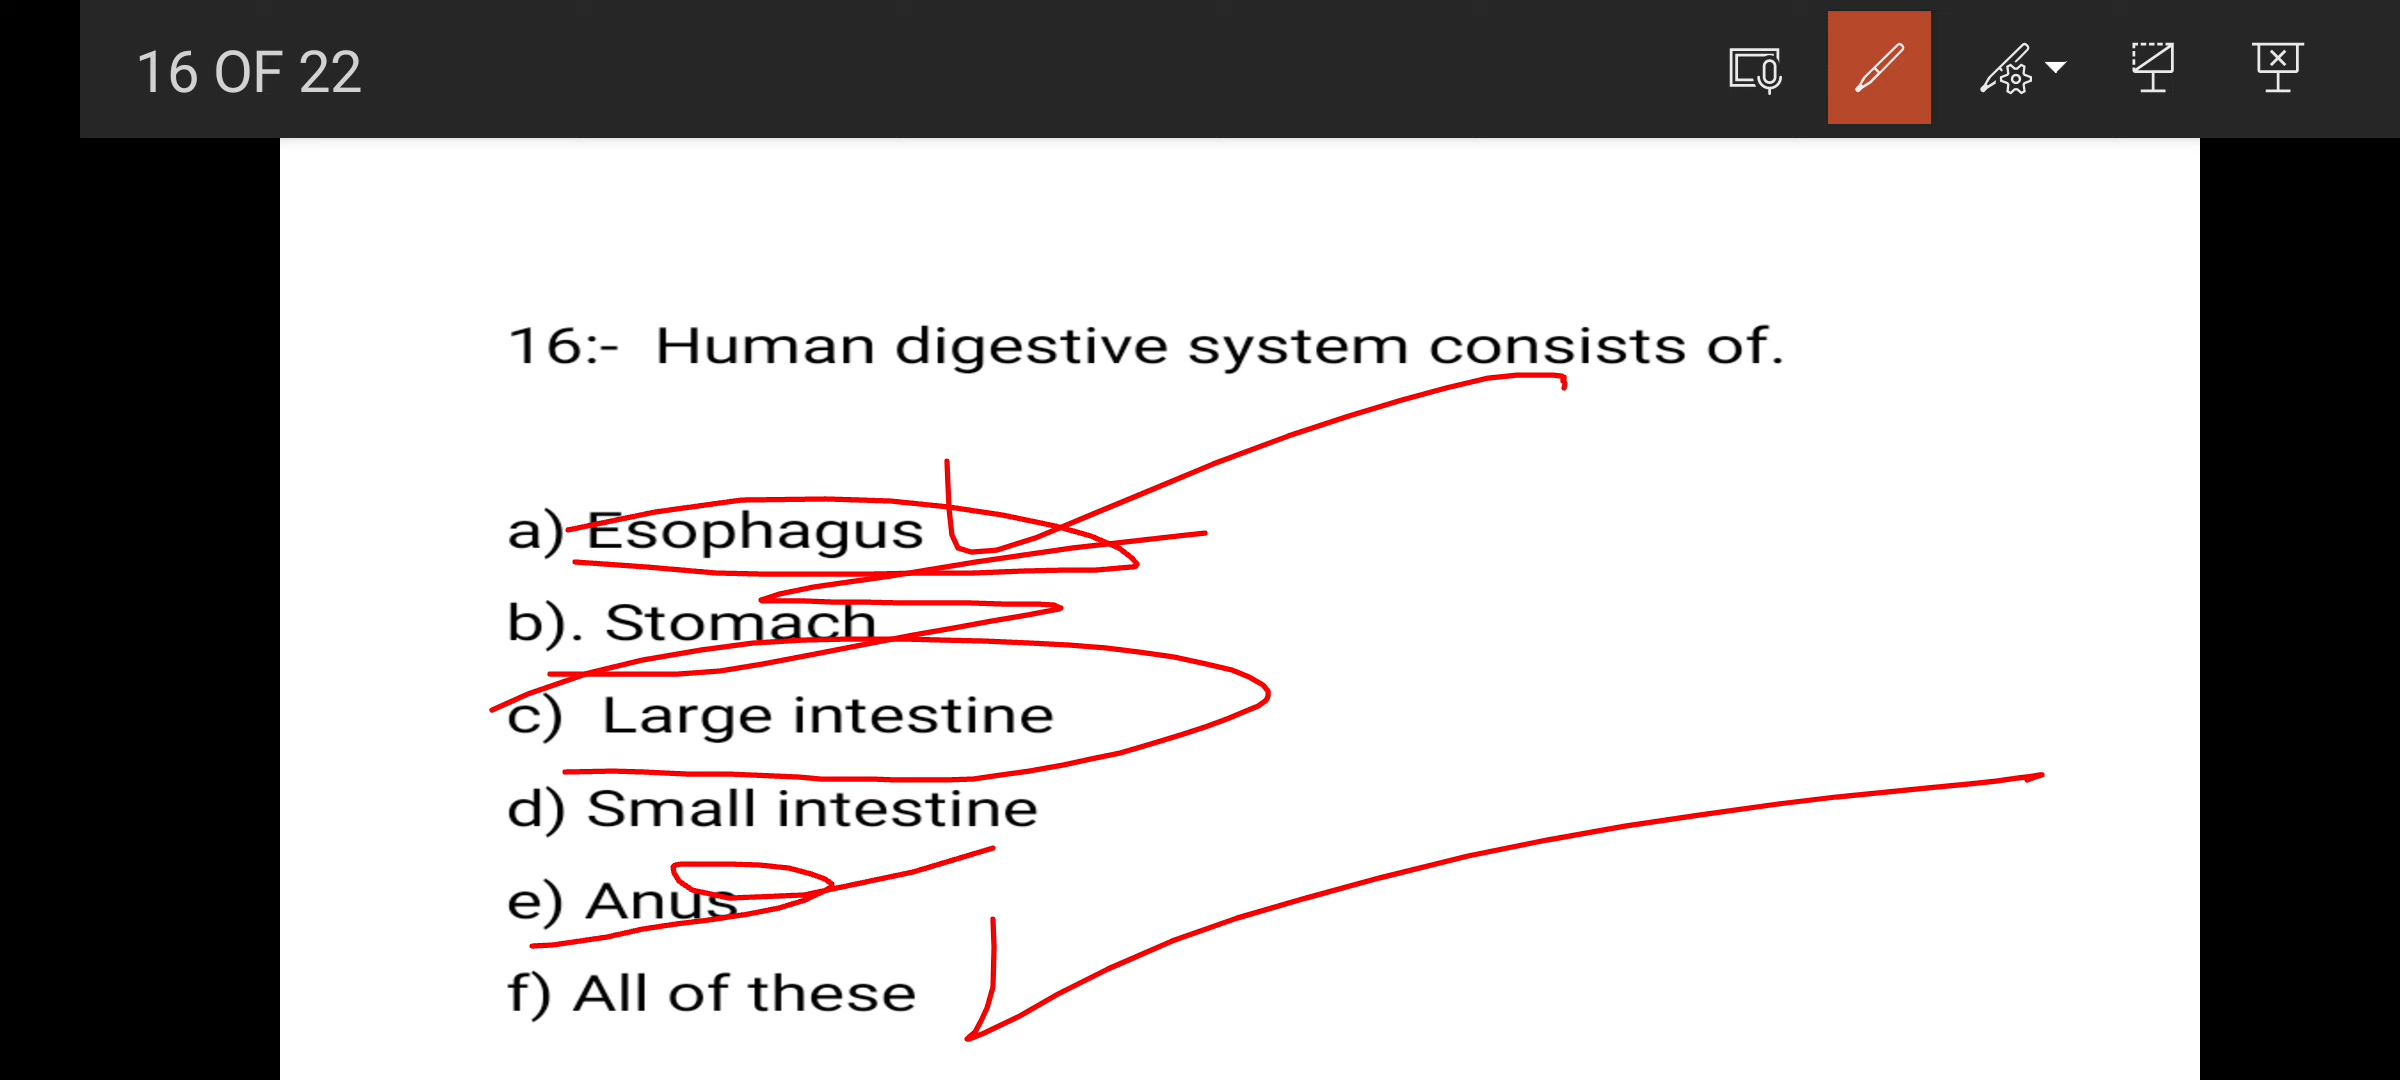 16 OF 22
16:- Human digestive system consists of.
a) Esophagus
b). Stomach
c) Large intestine
d) Small intestine
e) Anus
f) All of these